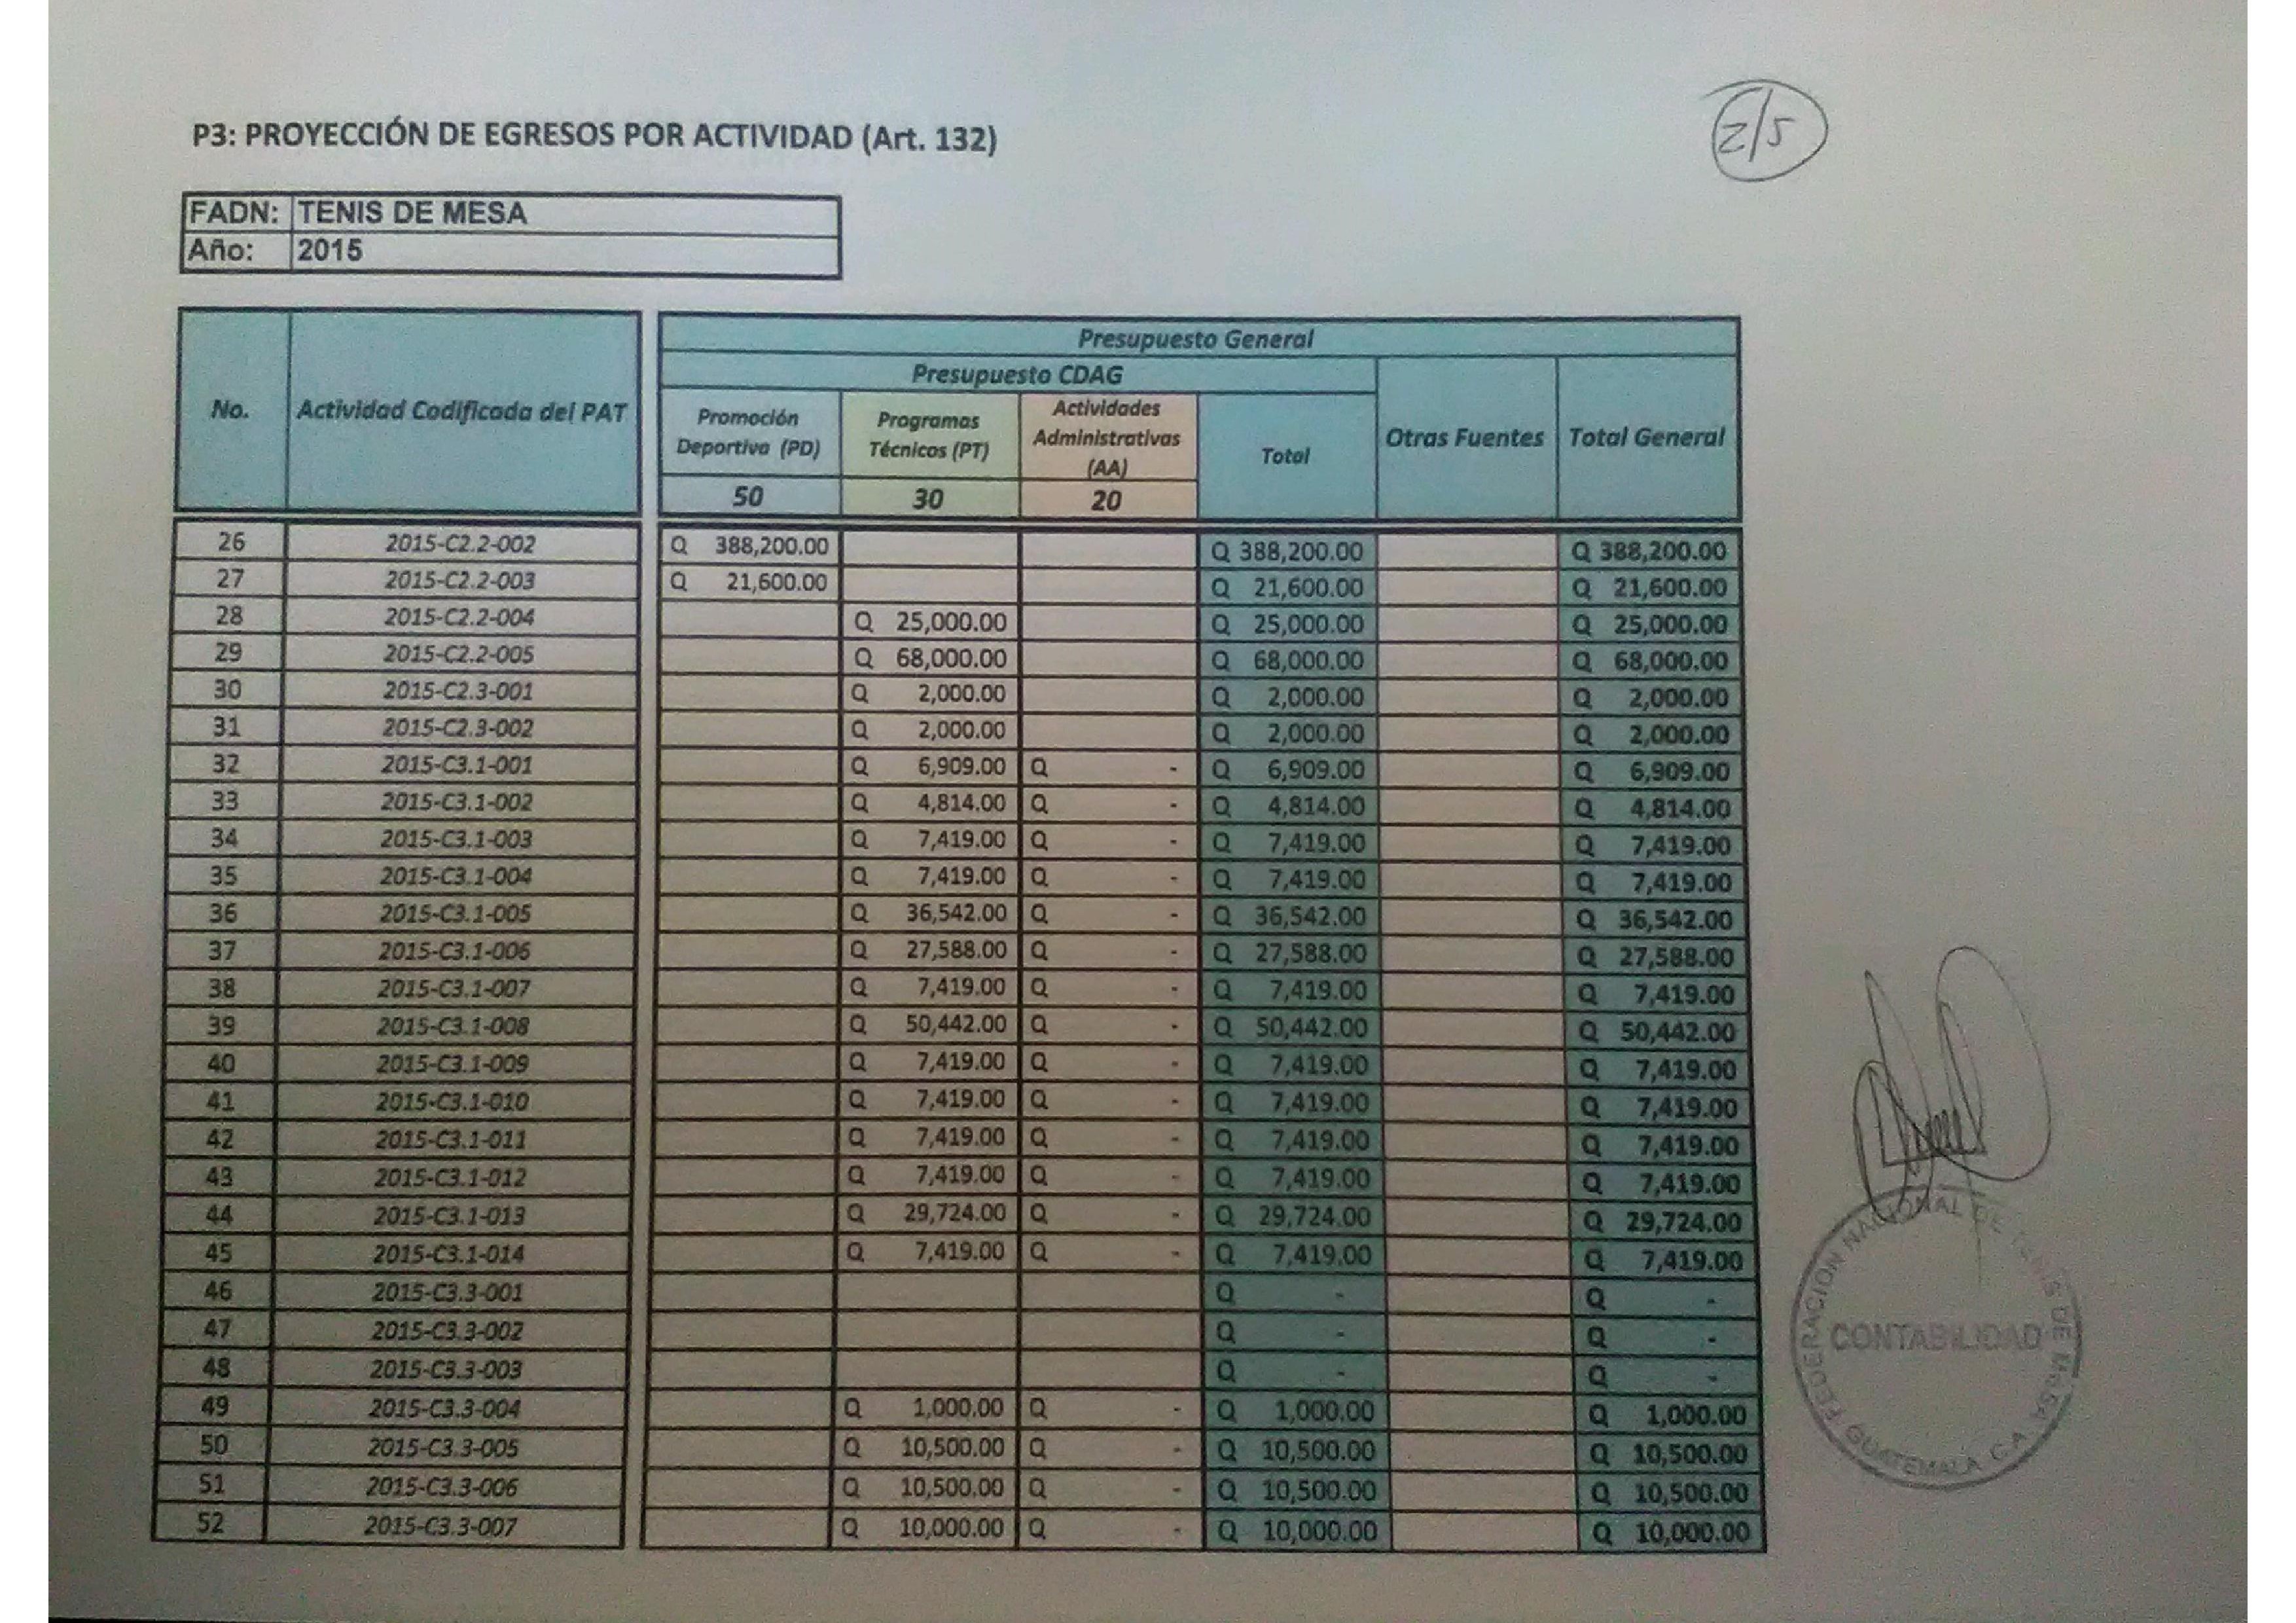 2/5
P3: PROYECCIÓN DE EGRESOS POR ACTIVIDAD (Art. 132)
FADN: TENIS DE MESA
Año: 2015
No. Actividad Codificada del PAT
Presupuesto General
Presupuesto CDAG
Promoción Deportiva (PD) Programas Técnicos (PT) Actividades Administrativas (AA) Total Otras Fuentes Total General
50 30 20
26 2015-C2.2-002 Q 388,200.00 Q 388,200.00 Q 388,200.00
27 2015-C2.2-003 Q 21,600.00 Q 21,600.00 Q 21,600.00
28 2015-C2.2-004 Q 25,000.00 Q 25,000.00 Q 25,000.00
29 2015-C2.2-005 Q 68,000.00 Q 68,000.00 Q 68,000.00
30 2015-C2.3-001 Q 2,000.00 Q 2,000.00 Q 2,000.00
31 2015-C2.3-002 Q 2,000.00 Q 2,000.00 Q 2,000.00
32 2015-C3.1-001 Q 6,909.00 Q - Q 6,909.00 Q 6,909.00
33 2015-C3.1-002 Q 4,814.00 Q - Q 4,814.00 Q 4,814.00
34 2015-C3.1-003 Q 7,419.00 Q - Q 7,419.00 Q 7,419.00
35 2015-C3.1-004 Q 7,419.00 Q - Q 7,419.00 Q 7,419.00
36 2015-C3.1-005 Q 36,542.00 Q - Q 36,542.00 Q 36,542.00
37 2015-C3.1-006 Q 27,588.00 Q - Q 27,588.00 Q 27,588.00
38 2015-C3.1-007 Q 7,419.00 Q - Q 7,419.00 Q 7,419.00
39 2015-C3.1-008 Q 50,442.00 Q - Q 50,442.00 Q 50,442.00
40 2015-C3.1-009 Q 7,419.00 Q - Q 7,419.00 Q 7,419.00
41 2015-C3.1-010 Q 7,419.00 Q - Q 7,419.00 Q 7,419.00
42 2015-C3.1-011 Q 7,419.00 Q - Q 7,419.00 Q 7,419.00
43 2015-C3.1-012 Q 7,419.00 Q - Q 7,419.00 Q 7,419.00
44 2015-C3.1-013 Q 29,724.00 Q - Q 29,724.00 Q 29,724.00
45 2015-C3.1-014 Q 7,419.00 Q - Q 7,419.00 Q 7,419.00
46 2015-C3.3-001 Q - Q -
47 2015-C3.3-002 Q - Q -
48 2015-C3.3-003 Q - Q -
49 2015-C3.3-004 Q 1,000.00 Q - Q 1,000.00 Q 1,000.00
50 2015-C3.3-005 Q 10,500.00 Q - Q 10,500.00 Q 10,500.00
51 2015-C3.3-006 Q 10,500.00 Q - Q 10,500.00 Q 10,500.00
52 2015-C3.3-007 Q 10,000.00 Q - Q 10,000.00 Q 10,000.00
FEDERACION NACIONAL DE TENIS DE MESA
CONTABILIDAD
GUATEMALA C.A.